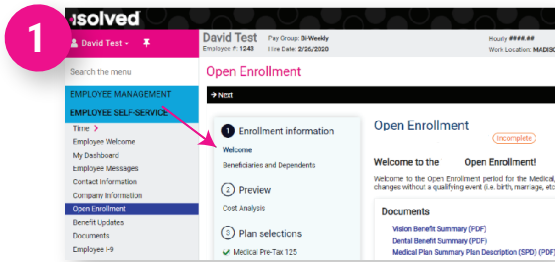 1
isolved
David Test
David Test Pay Group: Bi-Weekly Hourly ####.##
Employee #: 1243 Hire Date: 2/26/2020 Work Location: MADISO
Search the menu
Open Enrollment
EMPLOYEE MANAGEMENT
Next
EMPLOYEE SELF-SERVICE
Time
Employee Welcome
My Dashboard
Employee Messages
Contact Information
Company Information
Open Enrollment
Benefit Updates
Documents
Employee I-9
1 Enrollment information
Welcome
Beneficiaries and Dependents
2 Preview
Cost Analysis
3 Plan selections
Medical Pre-Tax 125
Open Enrollment
Incomplete
Welcome to the Open Enrollment!
Welcome to the Open Enrollment period for the Medical,
changes without a qualifying event (i.e. birth, marriage, etc
Documents
Vision Benefit Summary (PDF)
Dental Benefit Summary (PDF)
Medical Plan Summary Plan Description (SPD) (PDF)